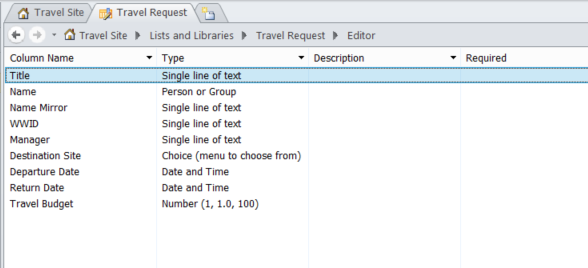 Travel Site Travel Request
Travel Site Lists and Libraries Travel Request Editor
Column Name Type Description Required
Title Single line of text
Name Person or Group
Name Mirror Single line of text
WWID Single line of text
Manager Single line of text
Destination Site Choice (menu to choose from)
Departure Date Date and Time
Return Date Date and Time
Travel Budget Number (1, 1.0, 100)